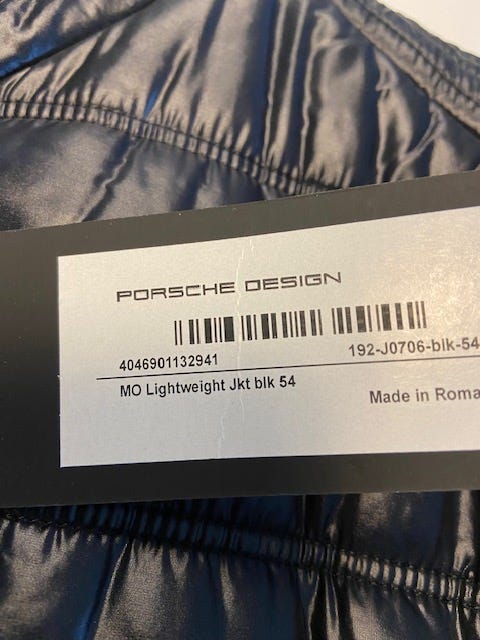 PORSCHE DESIGN
4046901132941 192-J0706-blk-54
MO Lightweight Jkt blk 54
Made in Roma